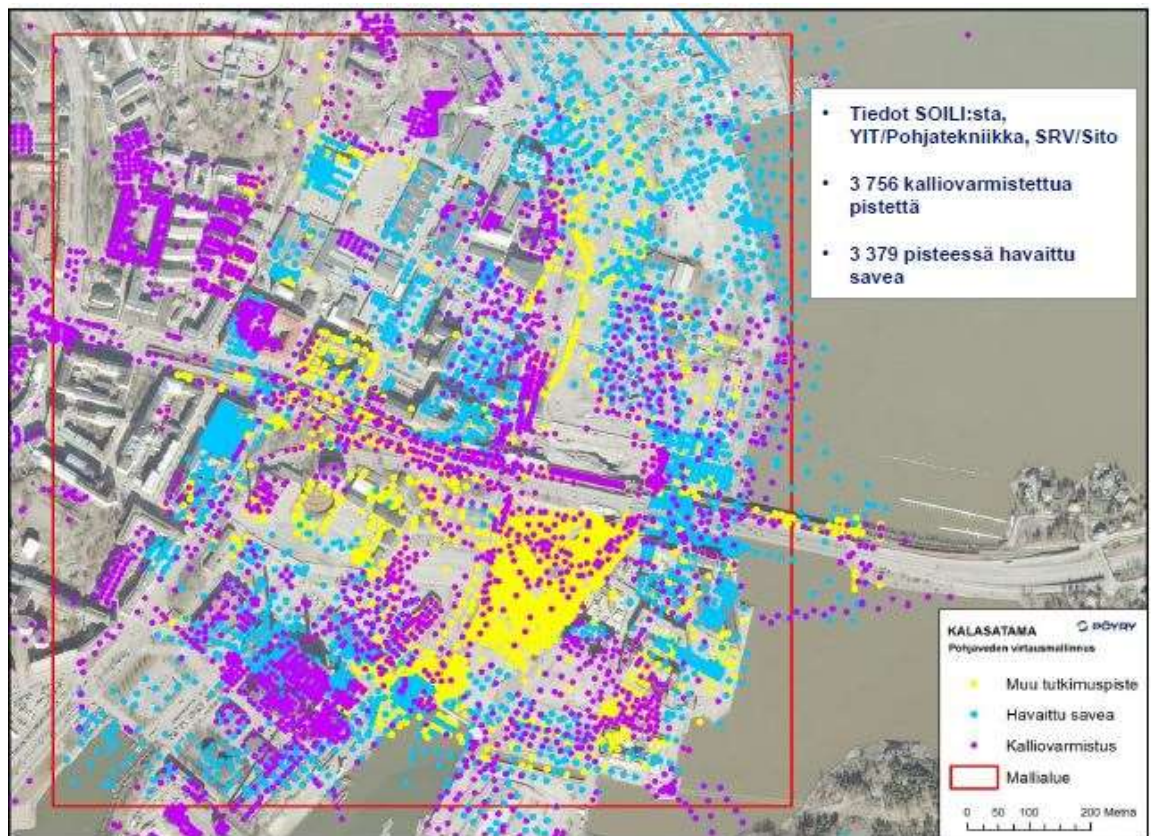 • Tiedot SOILI:sta,
YIT/Pohjatekniikka, SRV/Sito
• 3 756 kalliovarmistettua
pistettä
• 3 379 pisteessä havaittu
savea
KALASATAMA PÖYRY
Pohjaveden virtausmallinnus
Muu tutkimuspiste
Havaittu savea
Kalliovarmistus
Mallialue
0 50 100 200 Metriä